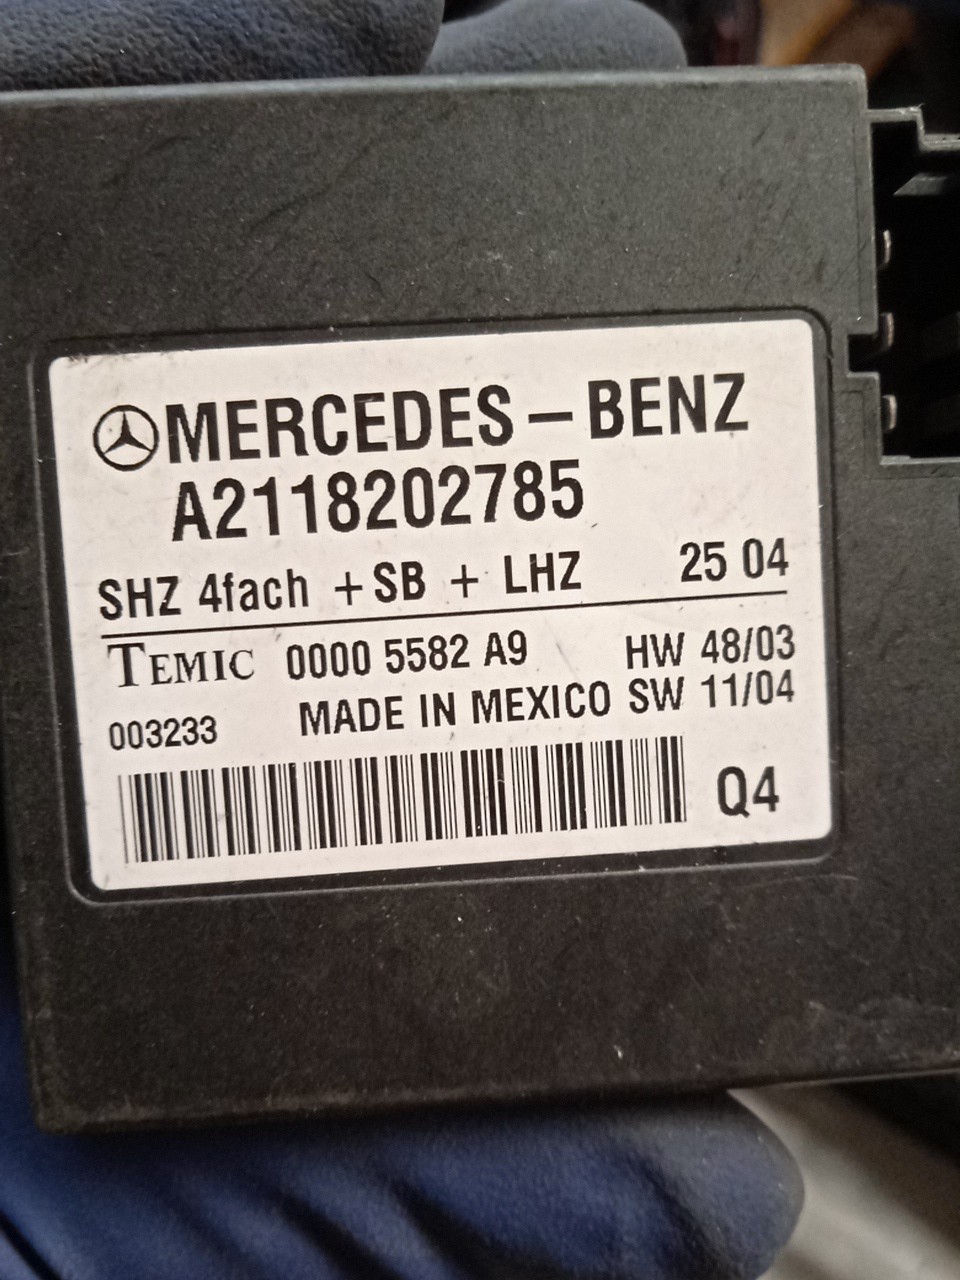 MERCEDES-BENZ
A2118202785
SHZ 4fach + SB + LHZ 25 04
TEMIC 0000 5582 A9 HW 48/03
003233 MADE IN MEXICO SW 11/04
Q4